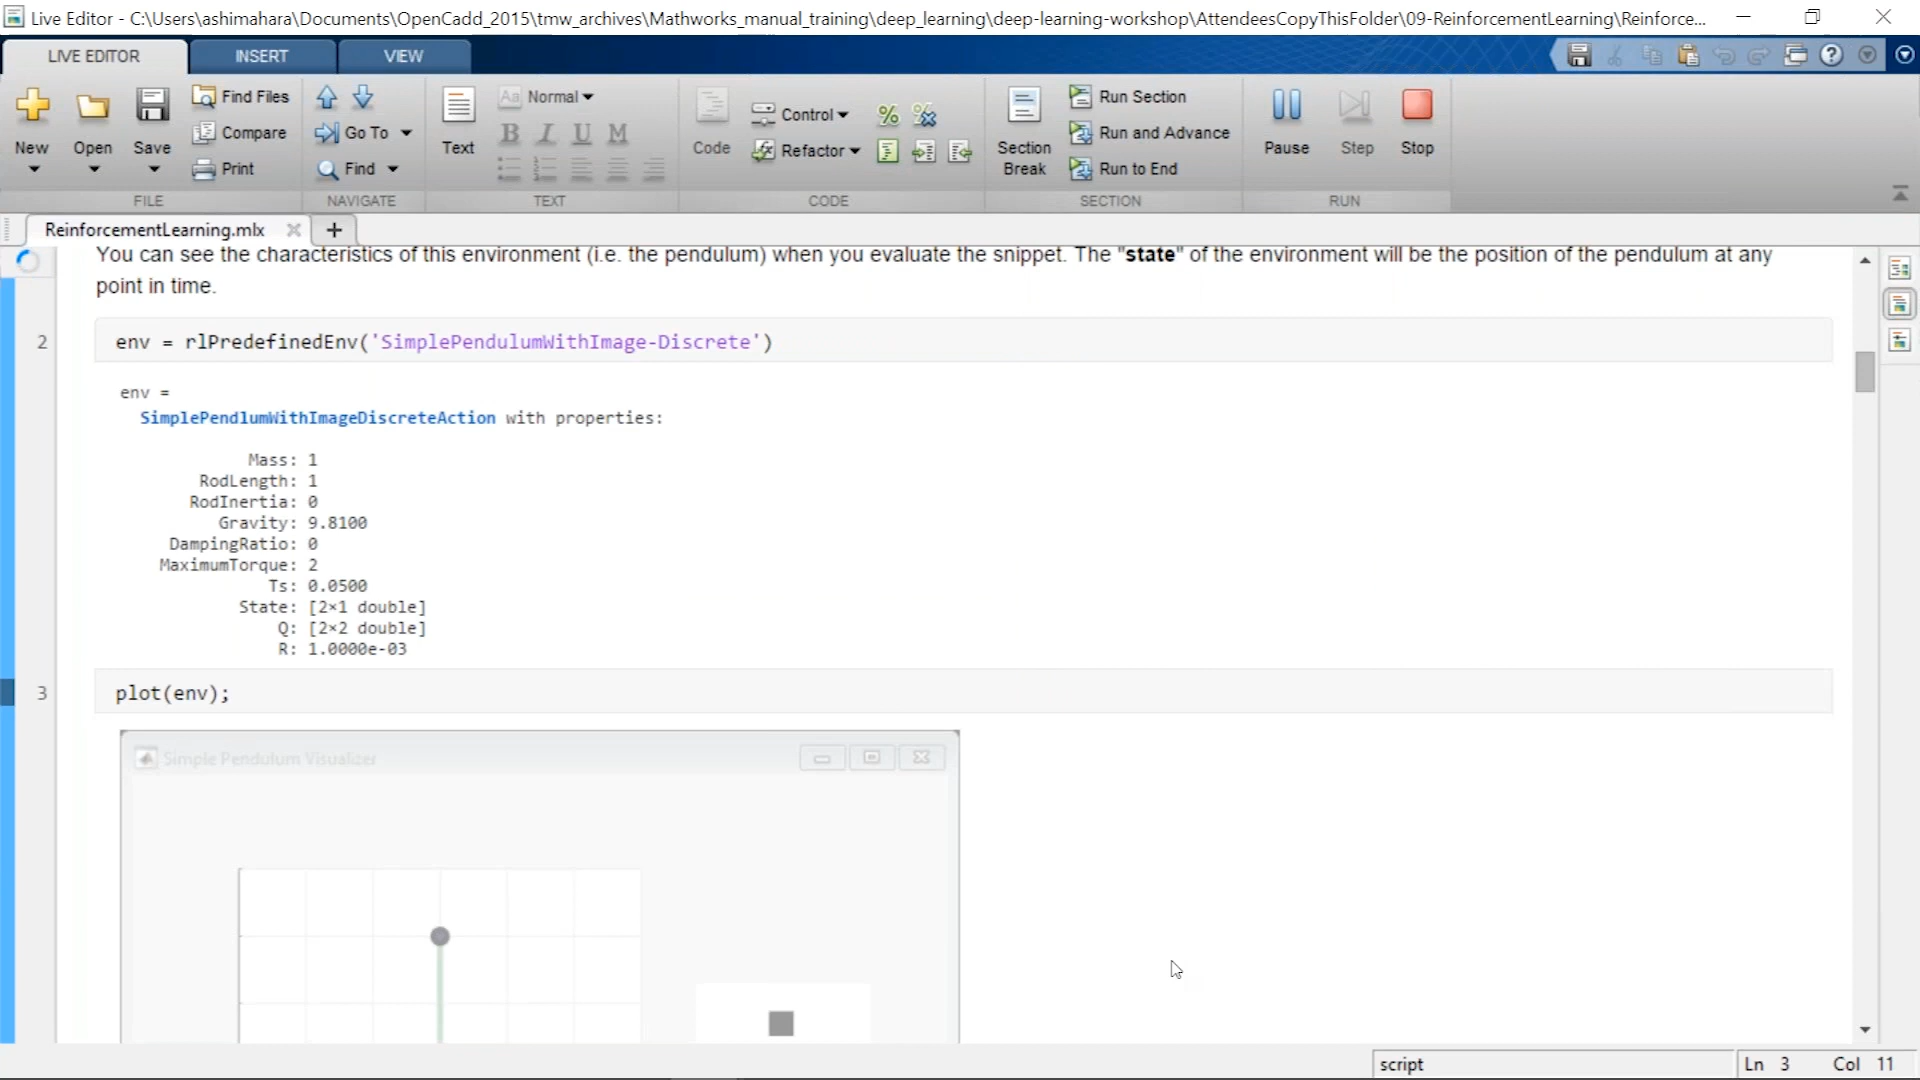 Live Editor - C:\Users\ashimahara\Documents\OpenCadd_2015\tmw_archives\Mathworks_manual_training\deep_learning\deep-learning-workshop\AttendeesCopyThisFolder\09-ReinforcementLearning\Reinforce...
LIVE EDITOR INSERT VIEW
New Open Save
Find Files
Compare
Print
Go To
Find
Text
Aa Normal
B I U M
Code
Control
Refactor
Section Break
Run Section
Run and Advance
Run to End
Pause Step Stop
FILE NAVIGATE TEXT CODE SECTION RUN
ReinforcementLearning.mlx
You can see the characteristics of this environment (i.e. the pendulum) when you evaluate the snippet. The "state" of the environment will be the position of the pendulum at any
point in time.
2 env = rlPredefinedEnv('SimplePendulumWithImage-Discrete')
env =
SimplePendlumWithImageDiscreteAction with properties:
Mass: 1
RodLength: 1
RodInertia: 0
Gravity: 9.8100
DampingRatio: 0
MaximumTorque: 2
Ts: 0.0500
State: [2×1 double]
Q: [2×2 double]
R: 1.0000e-03
3 plot(env);
Simple Pendulum Visualizer
script Ln 3 Col 11